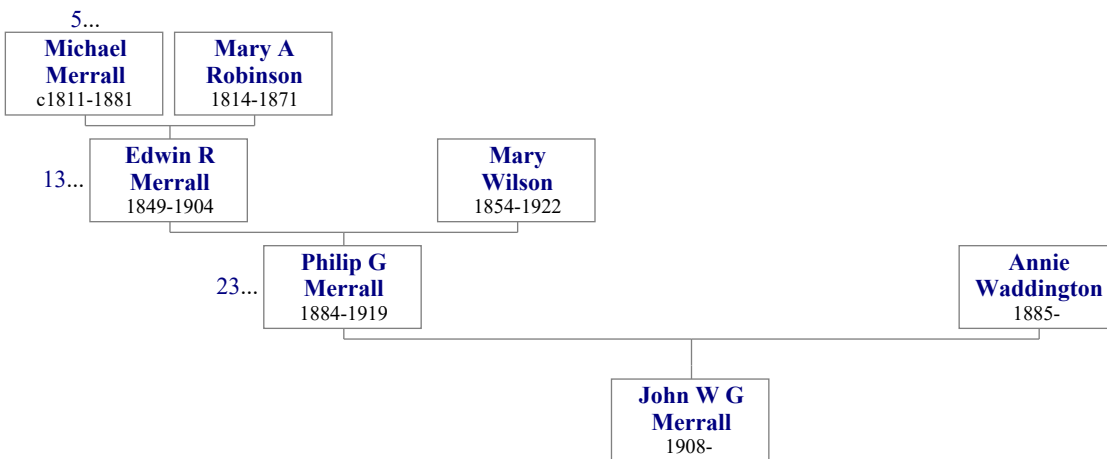 5...
Michael
Merrall
c1811-1881
Mary A
Robinson
1814-1871
13...
Edwin R
Merrall
1849-1904
Mary
Wilson
1854-1922
23...
Philip G
Merrall
1884-1919
Annie
Waddington
1885-
John W G
Merrall
1908-